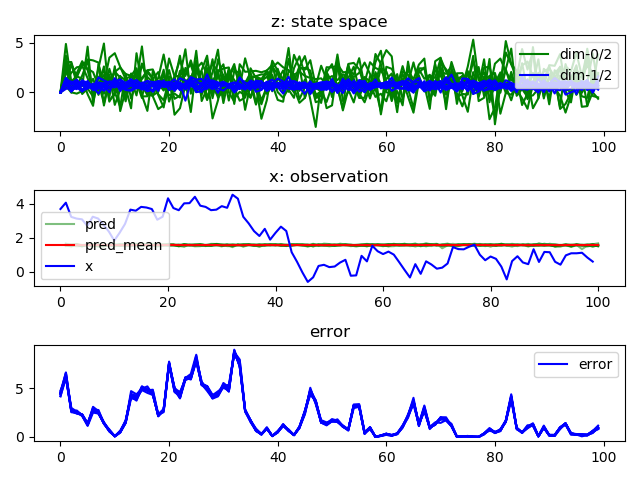 z: state space
5
0
dim-0/2
dim-1/2
0 20 40 60 80 100
x: observation
4
2
0
pred
pred_mean
x
0 20 40 60 80 100
error
5
0
error
0 20 40 60 80 100